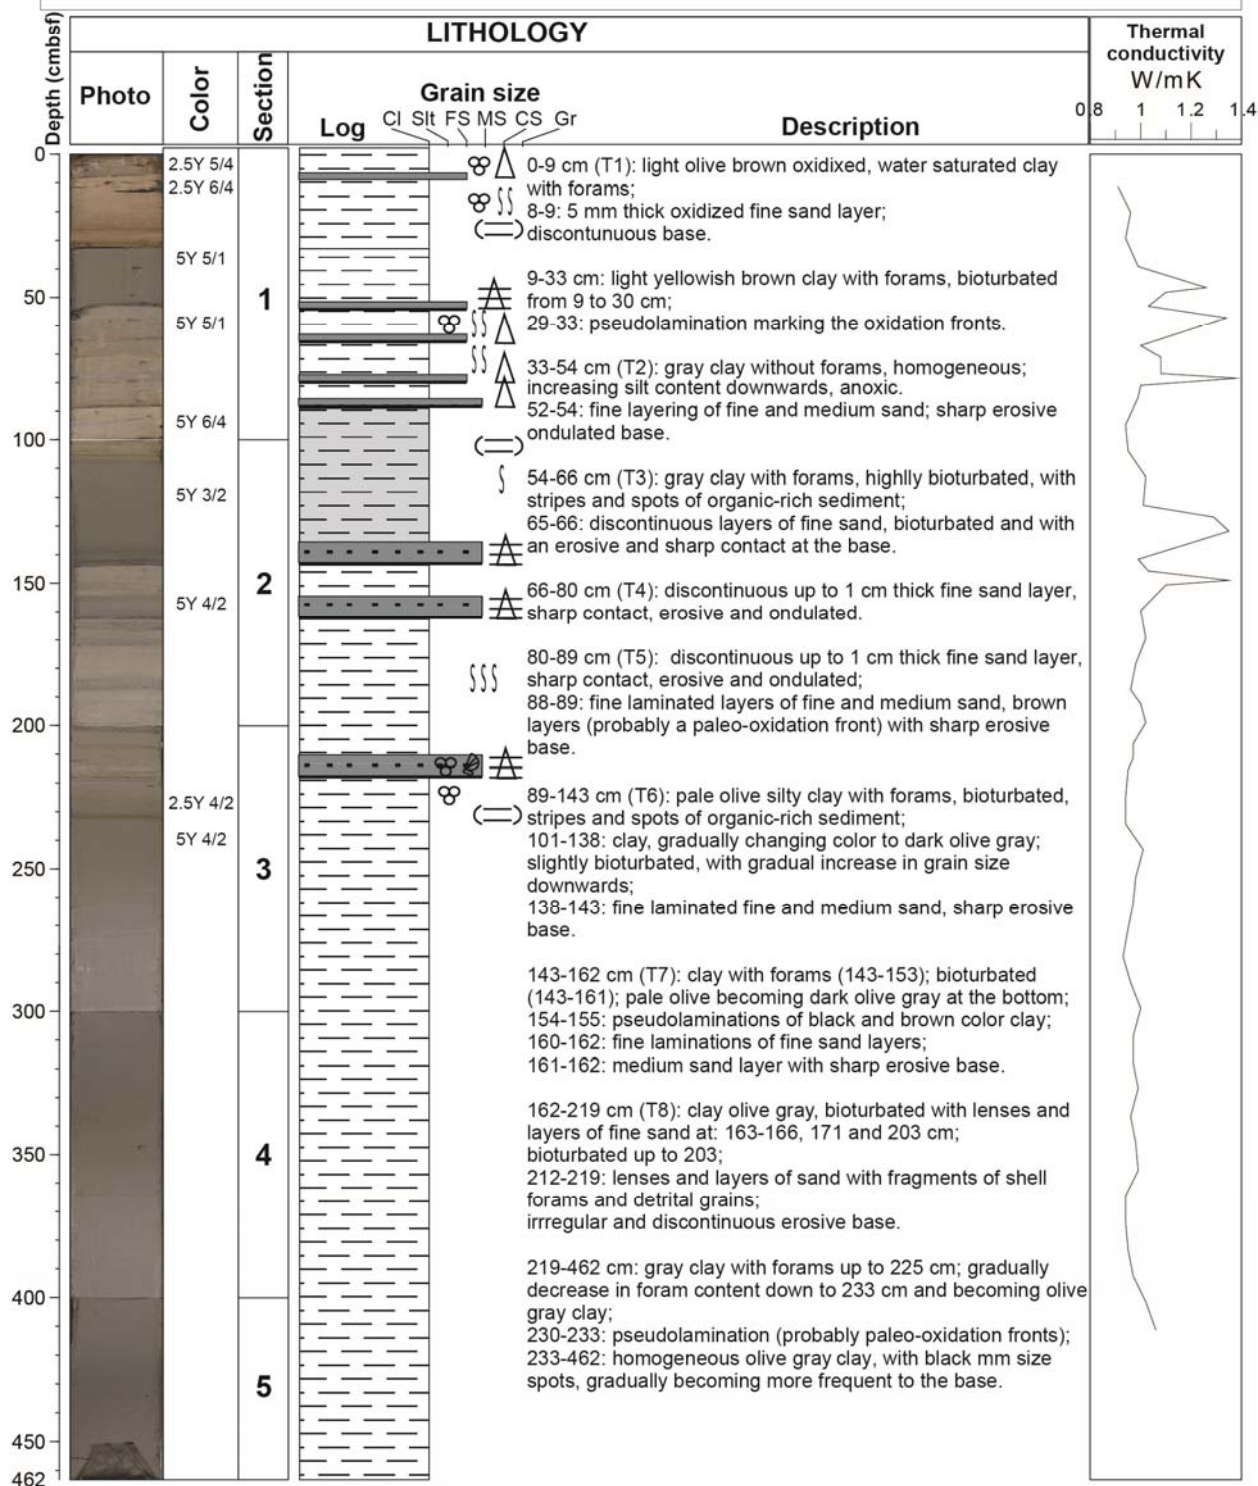 LITHOLOGY
Depth (cmbsf)
Photo
Color
Section
Log
Grain size
Cl Slt FS MS CS Gr
Description
Thermal
conductivity
W/mK
0.8 1 1.2 1.4
0
50
100
150
200
250
300
350
400
450
462
2.5Y 5/4
2.5Y 6/4
5Y 5/1
5Y 5/1
5Y 6/4
5Y 3/2
5Y 4/2
2.5Y 4/2
5Y 4/2
1
2
3
4
5
0-9 cm (T1): light olive brown oxidixed, water saturated clay
with forams;
8-9: 5 mm thick oxidized fine sand layer;
discontunuous base.
9-33 cm: light yellowish brown clay with forams, bioturbated
from 9 to 30 cm;
29-33: pseudolamination marking the oxidation fronts.
33-54 cm (T2): gray clay without forams, homogeneous;
increasing silt content downwards, anoxic.
52-54: fine layering of fine and medium sand; sharp erosive
ondulated base.
54-66 cm (T3): gray clay with forams, highlly bioturbated, with
stripes and spots of organic-rich sediment;
65-66: discontinuous layers of fine sand, bioturbated and with
an erosive and sharp contact at the base.
66-80 cm (T4): discontinuous up to 1 cm thick fine sand layer,
sharp contact, erosive and ondulated.
80-89 cm (T5): discontinuous up to 1 cm thick fine sand layer,
sharp contact, erosive and ondulated;
88-89: fine laminated layers of fine and medium sand, brown
layers (probably a paleo-oxidation front) with sharp erosive
base.
89-143 cm (T6): pale olive silty clay with forams, bioturbated,
stripes and spots of organic-rich sediment;
101-138: clay, gradually changing color to dark olive gray;
slightly bioturbated, with gradual increase in grain size
downwards;
138-143: fine laminated fine and medium sand, sharp erosive
base.
143-162 cm (T7): clay with forams (143-153); bioturbated
(143-161); pale olive becoming dark olive gray at the bottom;
154-155: pseudolaminations of black and brown color clay;
160-162: fine laminations of fine sand layers;
161-162: medium sand layer with sharp erosive base.
162-219 cm (T8): clay olive gray, bioturbated with lenses and
layers of fine sand at: 163-166, 171 and 203 cm;
bioturbated up to 203;
212-219: lenses and layers of sand with fragments of shell
forams and detrital grains;
irrregular and discontinuous erosive base.
219-462 cm: gray clay with forams up to 225 cm; gradually
decrease in foram content down to 233 cm and becoming olive
gray clay;
230-233: pseudolamination (probably paleo-oxidation fronts);
233-462: homogeneous olive gray clay, with black mm size
spots, gradually becoming more frequent to the base.